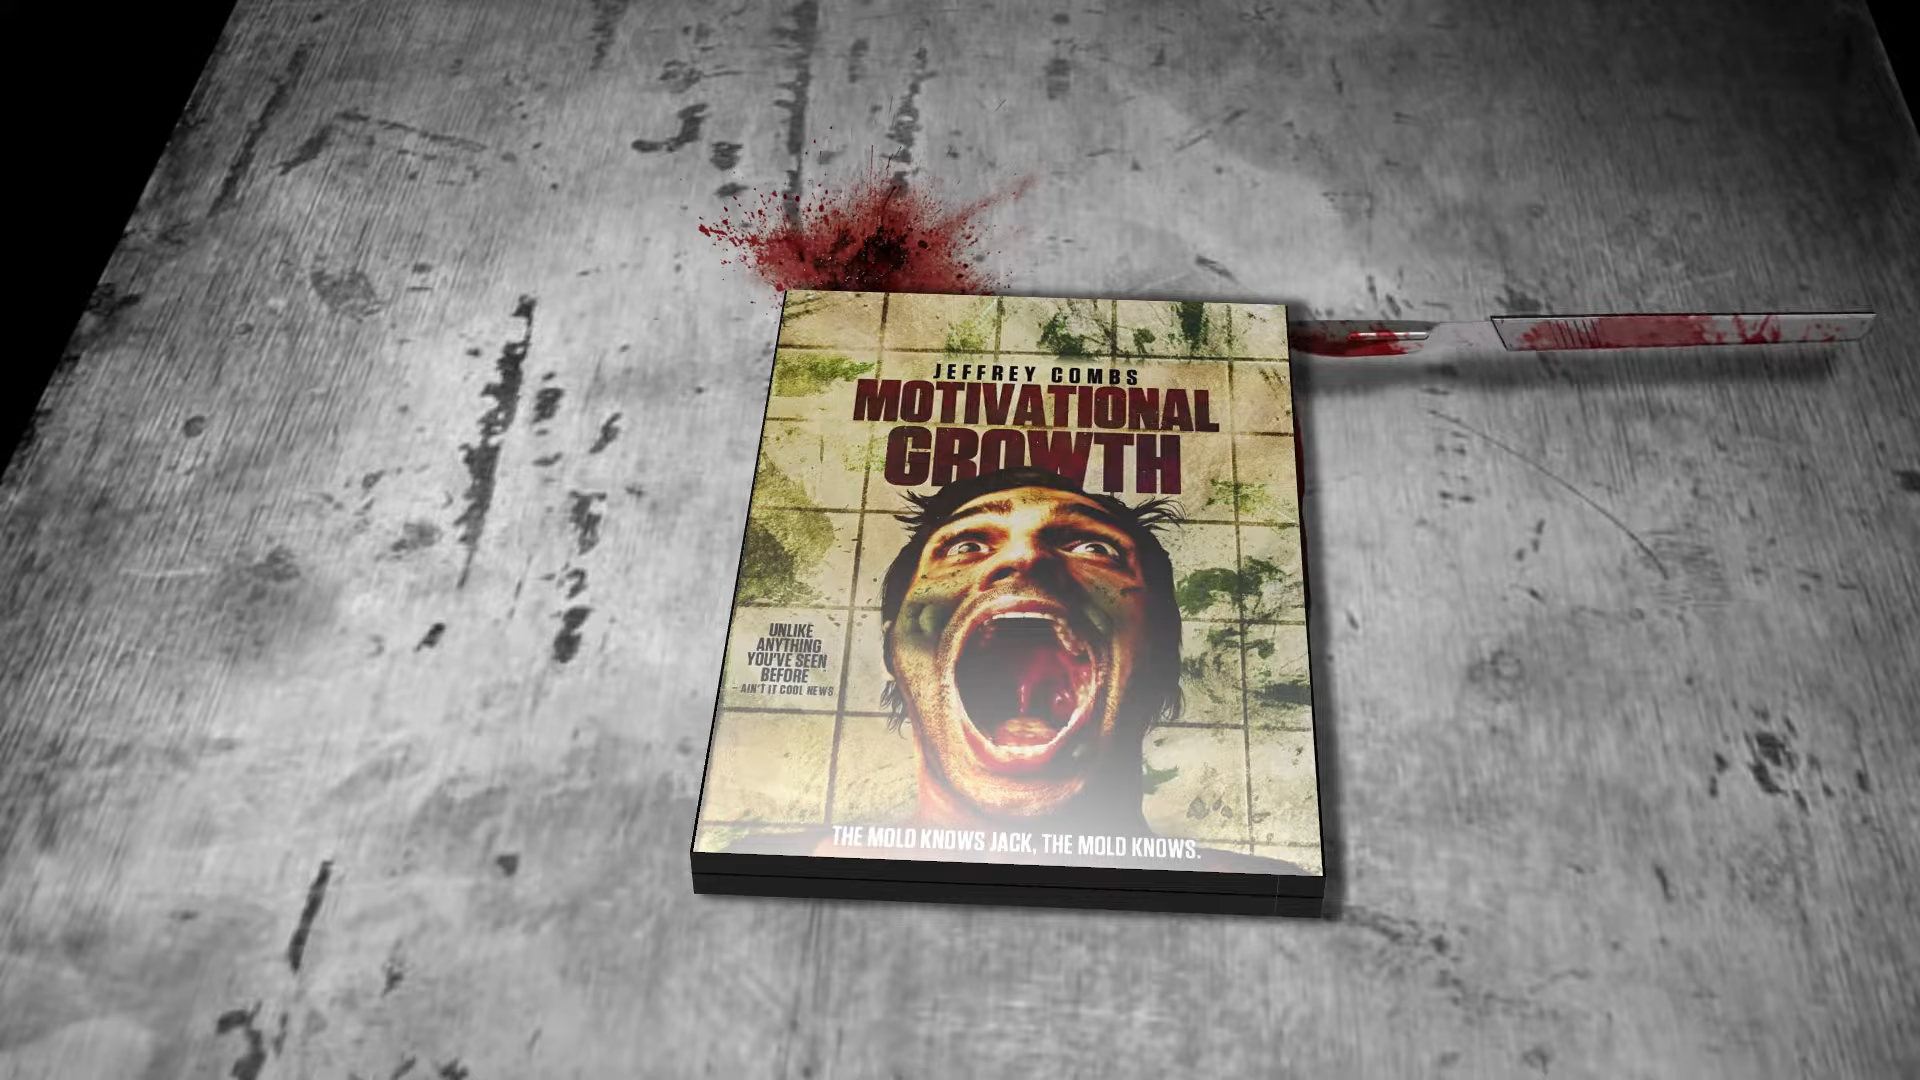 JEFFREY COMBS
MOTIVATIONAL
GROWTH
UNLIKE
ANYTHING
YOU'VE SEEN
BEFORE
- AIN'T IT COOL NEWS
THE MOLD KNOWS JACK, THE MOLD KNOWS.